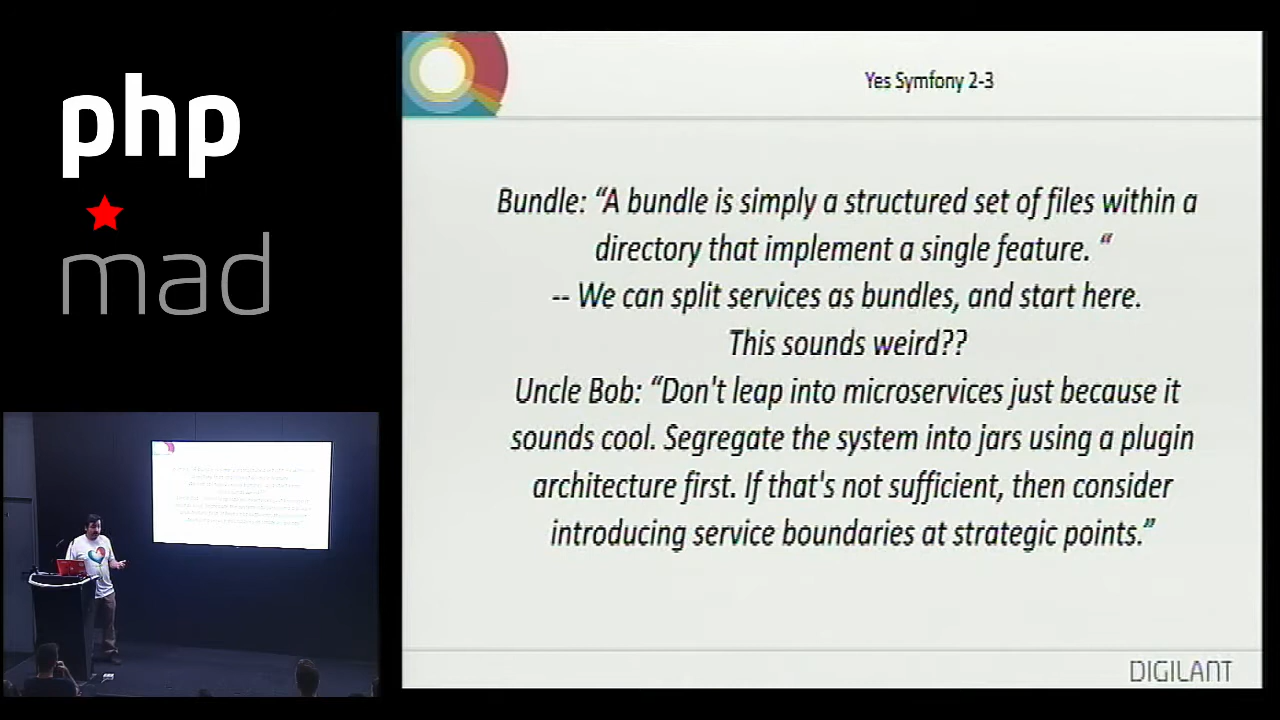 php
mad
Yes Symfony 2-3
Bundle: “A bundle is simply a structured set of files within a
directory that implement a single feature. “
-- We can split services as bundles, and start here.
This sounds weird??
Uncle Bob: “Don't leap into microservices just because it
sounds cool. Segregate the system into jars using a plugin
architecture first. If that's not sufficient, then consider
introducing service boundaries at strategic points.”
DIGILANT